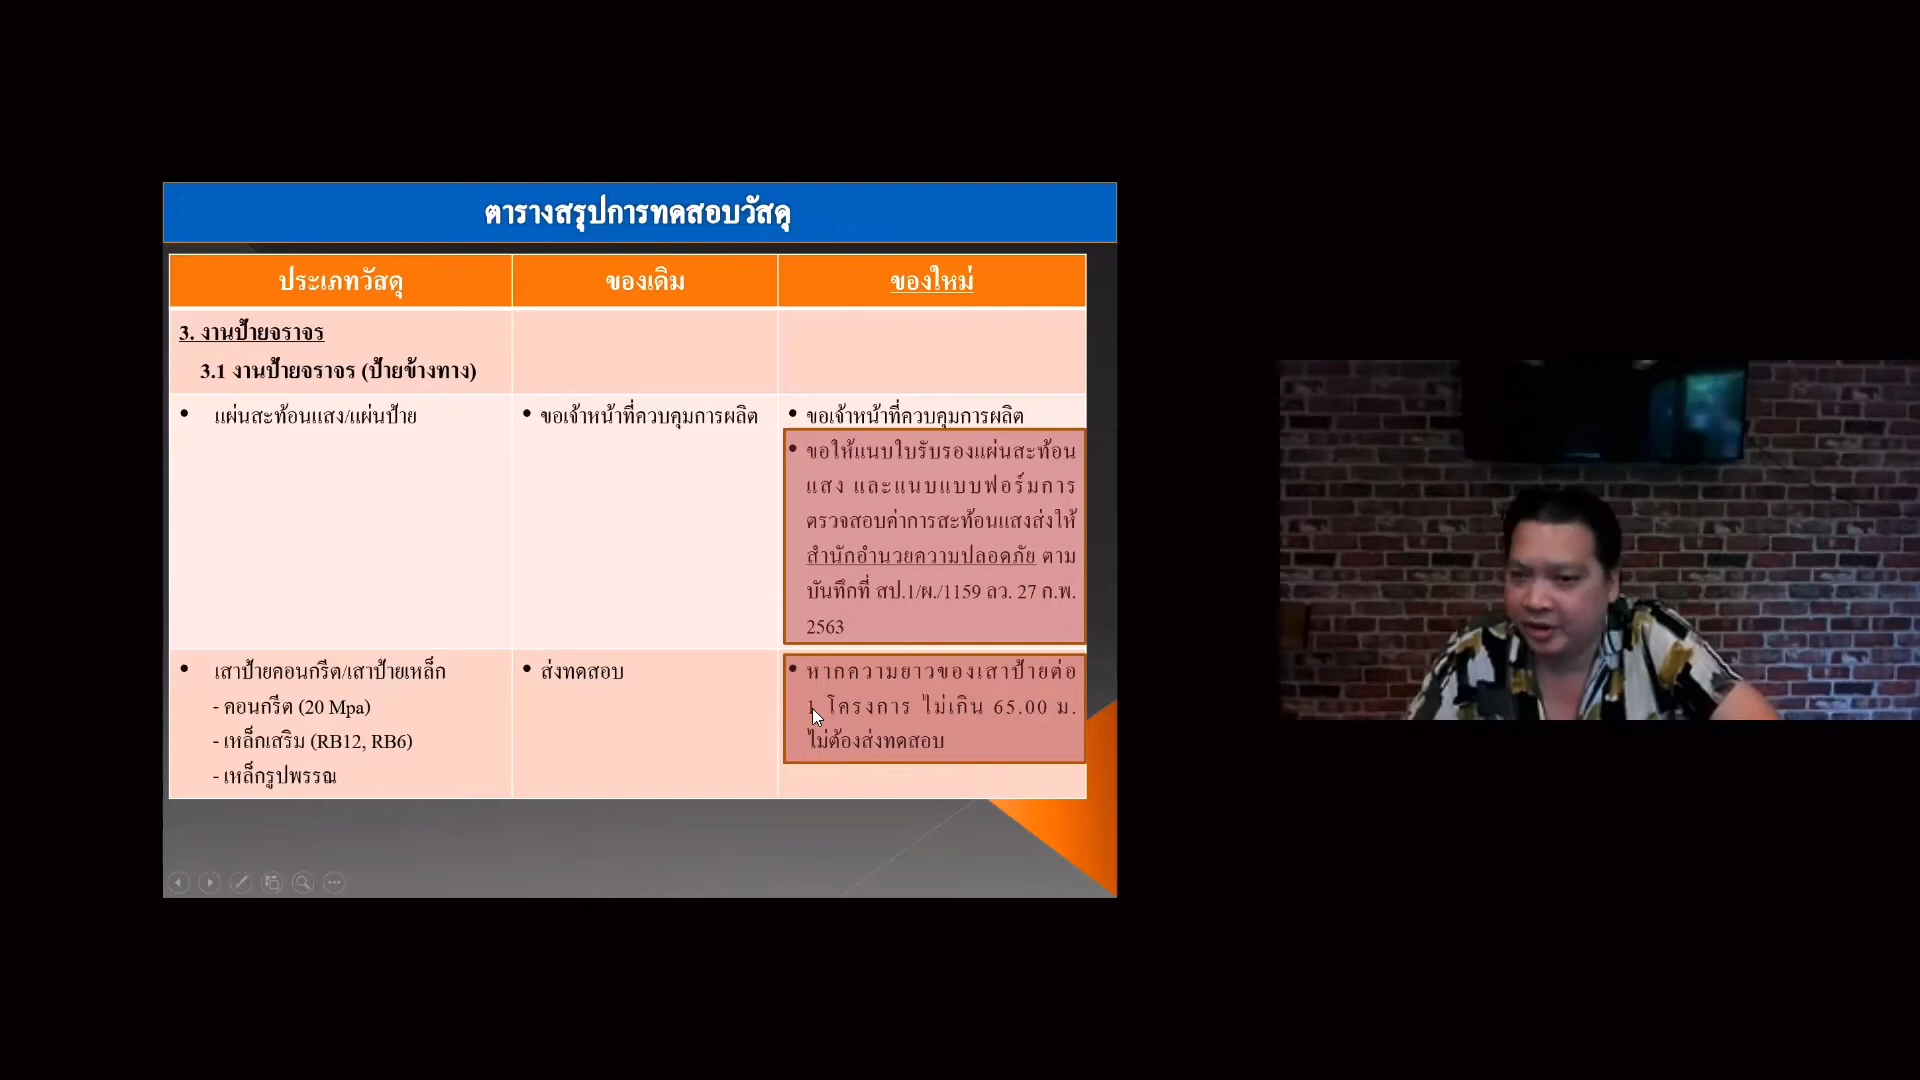 ตารางสรุปการทดสอบวัสดุ
ประเภทวัสดุ
ของเดิม
ของใหม่
3. งานป้ายจราจร
3.1 งานป้ายจราจร (ป้ายข้างทาง)
• แผ่นสะท้อนแสง/แผ่นป้าย
• ขอเจ้าหน้าที่ควบคุมการผลิต
• ขอเจ้าหน้าที่ควบคุมการผลิต
• ขอให้แนบใบรับรองแผ่นสะท้อน
แสง และแนบแบบฟอร์มการ
ตรวจสอบค่าการสะท้อนแสงส่งให้
สำนักอำนวยความปลอดภัย ตาม
บันทึกที่ สป.1/ผ./1159 ลว. 27 ก.พ.
2563
• เสาป้ายคอนกรีต/เสาป้ายเหล็ก
- คอนกรีต (20 Mpa)
- เหล็กเสริม (RB12, RB6)
- เหล็กรูปพรรณ
• ส่งทดสอบ
• หากความยาวของเสาป้ายต่อ
1 โครงการ ไม่เกิน 65.00 ม.
ไม่ต้องส่งทดสอบ